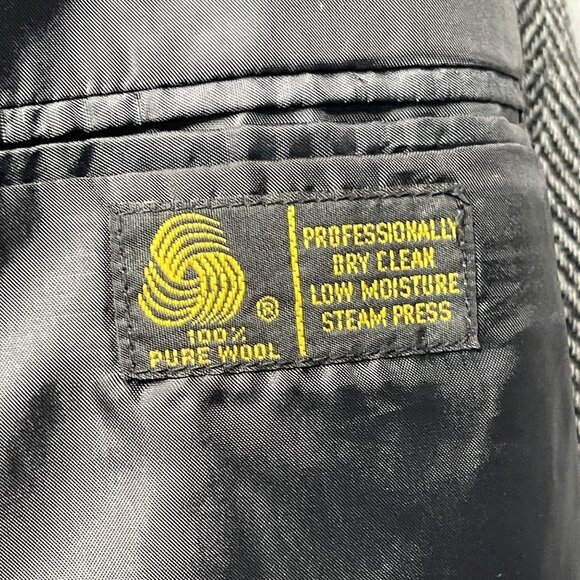 ®
100%
PURE WOOL
PROFESSIONALLY
DRY CLEAN
LOW MOISTURE
STEAM PRESS